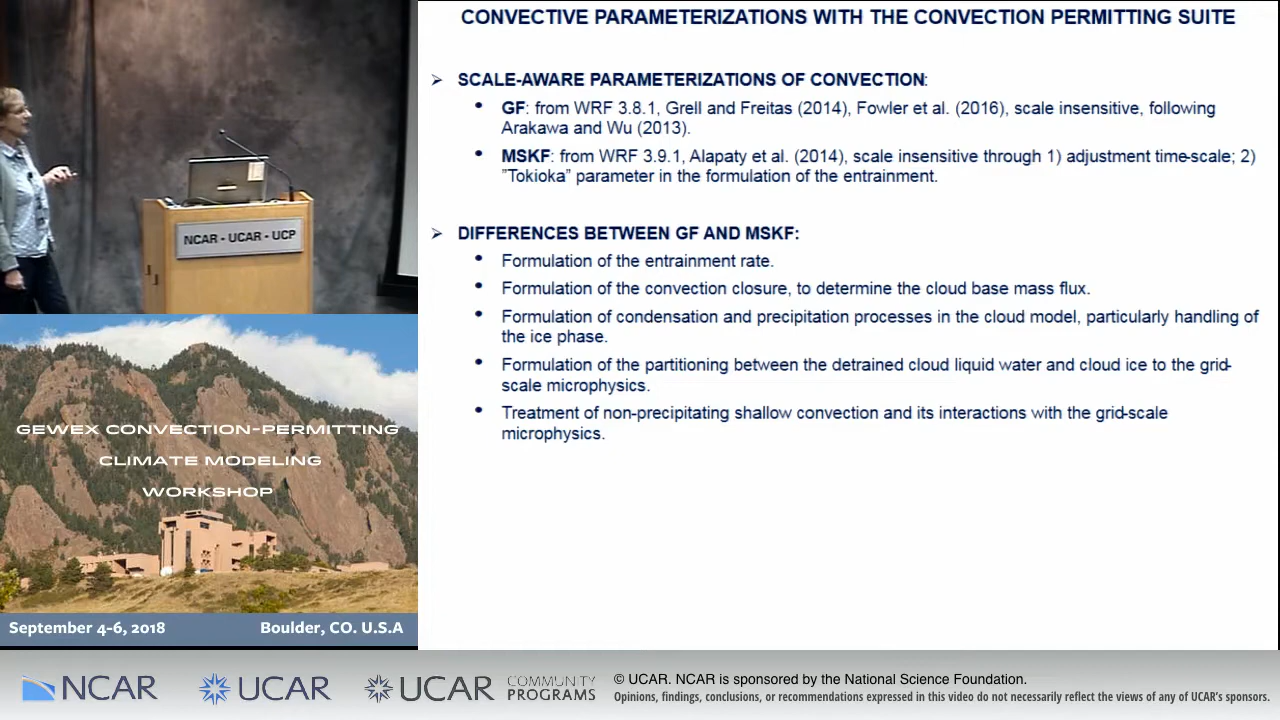 CONVECTIVE PARAMETERIZATIONS WITH THE CONVECTION PERMITTING SUITE
SCALE-AWARE PARAMETERIZATIONS OF CONVECTION:
GF: from WRF 3.8.1, Grell and Freitas (2014), Fowler et al. (2016), scale insensitive, following
Arakawa and Wu (2013).
MSKF: from WRF 3.9.1, Alapaty et al. (2014), scale insensitive through 1) adjustment time-scale; 2)
"Tokioka" parameter in the formulation of the entrainment.
DIFFERENCES BETWEEN GF AND MSKF:
Formulation of the entrainment rate.
Formulation of the convection closure, to determine the cloud base mass flux.
Formulation of condensation and precipitation processes in the cloud model, particularly handling of
the ice phase.
Formulation of the partitioning between the detrained cloud liquid water and cloud ice to the grid-
scale microphysics.
Treatment of non-precipitating shallow convection and its interactions with the grid-scale
microphysics.
NCAR - UCAR - UCP
GEWEX CONVECTION-PERMITTING
CLIMATE MODELING
WORKSHOP
September 4-6, 2018 Boulder, CO. U.S.A
NCAR
UCAR
UCAR COMMUNITY
PROGRAMS
© UCAR. NCAR is sponsored by the National Science Foundation.
Opinions, findings, conclusions, or recommendations expressed in this video do not necessarily reflect the views of any of UCAR's sponsors.